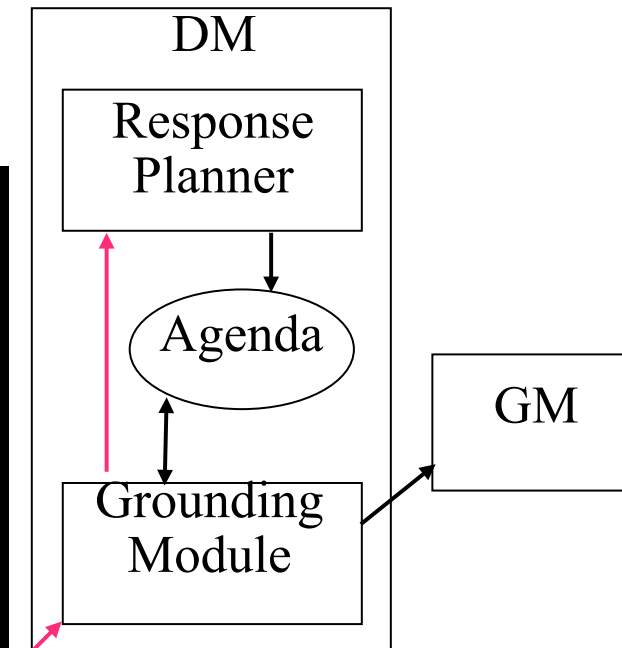 DM
Response
Planner
Agenda
GM
Grounding
Module